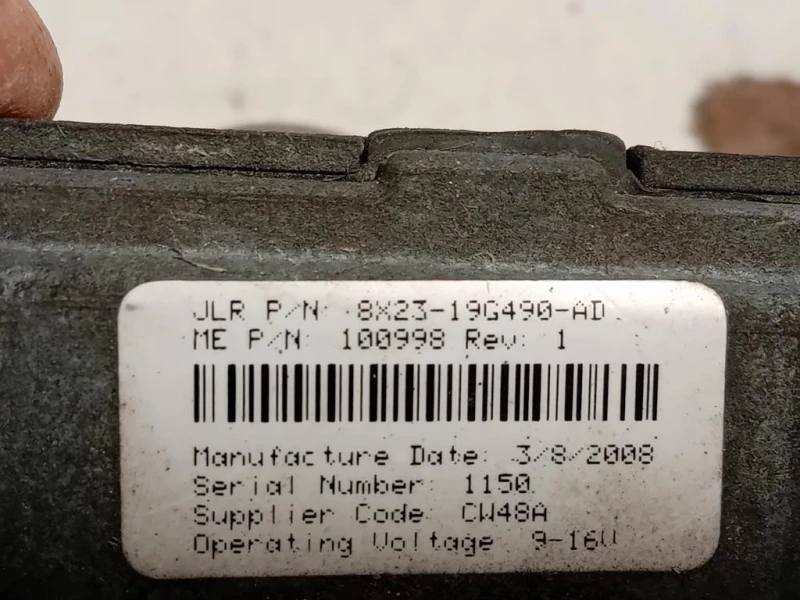 JLR P/N: 8X23-19G490-AD
ME P/N: 100998 Rev: 1
Manufacture Date: 3/8/2008
Serial Number: 1150
Supplier Code: CW48A
Operating Voltage: 9-16V